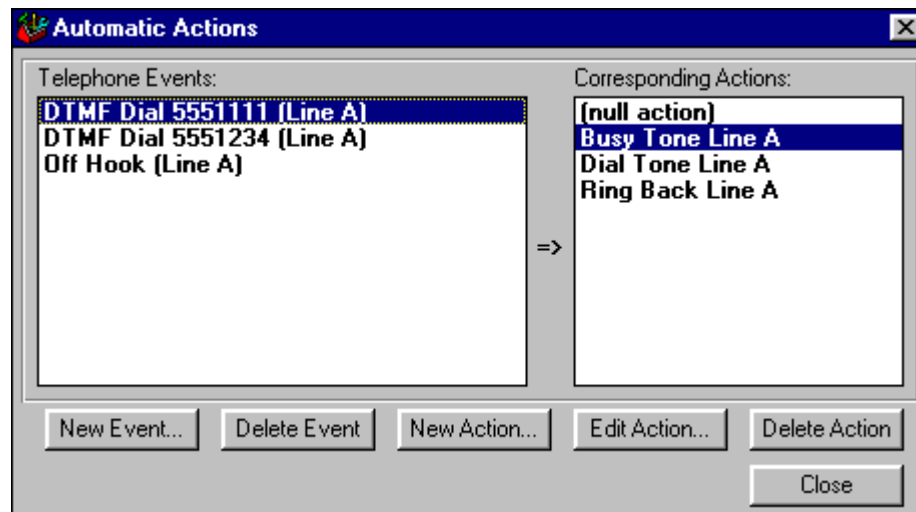 Automatic Actions
Telephone Events:
DTMF Dial 5551111 (Line A)
DTMF Dial 5551234 (Line A)
Off Hook (Line A)
=>
Corresponding Actions:
(null action)
Busy Tone Line A
Dial Tone Line A
Ring Back Line A
New Event... Delete Event New Action... Edit Action... Delete Action
Close